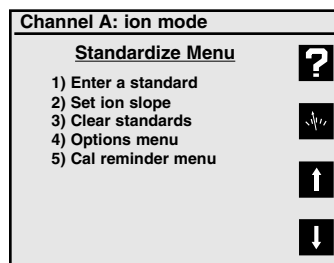 Channel A: ion mode
Standardize Menu
1) Enter a standard
2) Set ion slope
3) Clear standards
4) Options menu
5) Cal reminder menu
?